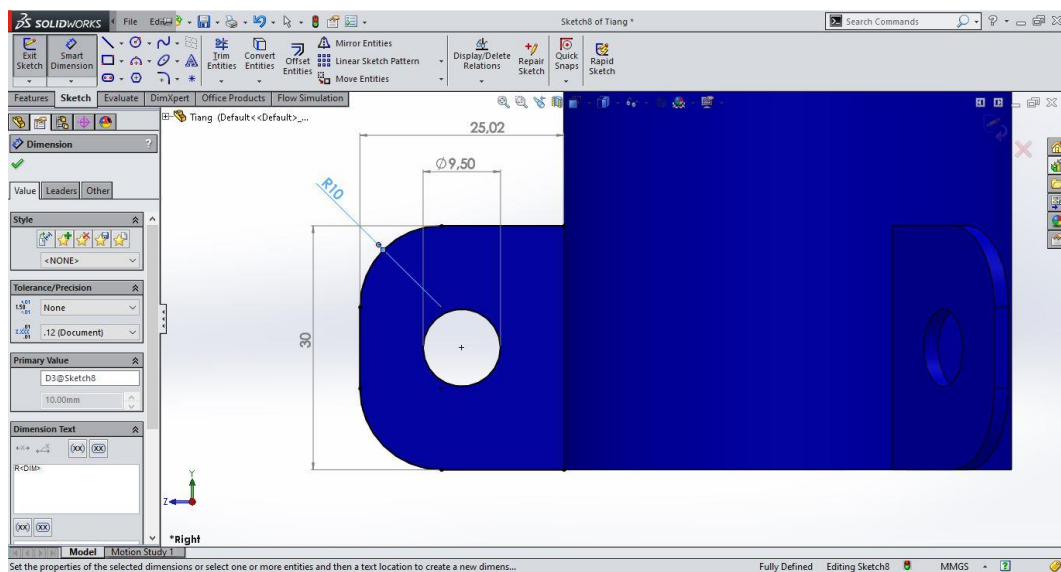 SOLIDWORKS File Edit Sketch8 of Tiang * Search Commands ?
Exit Sketch Smart Dimension Trim Entities Convert Entities Offset Entities Mirror Entities Linear Sketch Pattern Move Entities Display/Delete Relations Repair Sketch Quick Snaps Rapid Sketch
Features Sketch Evaluate DimXpert Office Products Flow Simulation
Tiang (Default<<Default>_...
Dimension ?
Value Leaders Other
Style
<NONE>
Tolerance/Precision
None
.12 (Document)
Primary Value
D3@Sketch8
10.00mm
Dimension Text
(xx) (xx)
R<DIM>
(xx) (xx)
25,02
Ø9,50
R10
30
Y
Z
*Right
Model Motion Study 1
Set the properties of the selected dimensions or select one or more entities and then a text location to create a new dimens... Fully Defined Editing Sketch8 MMGS ?